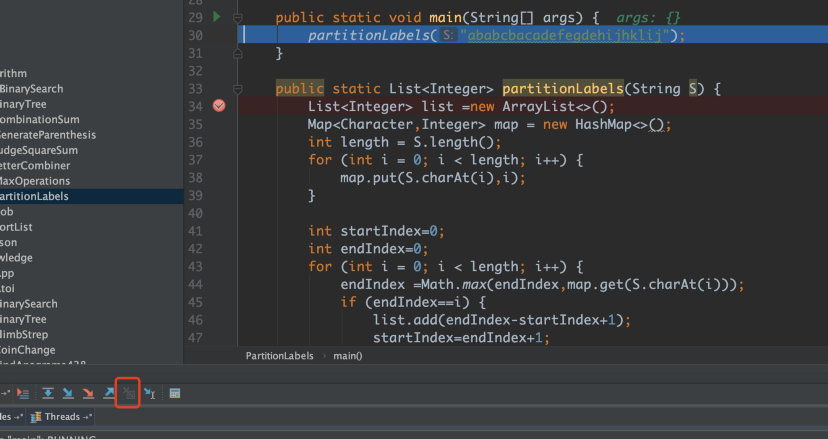 29 public static void main(String[] args) { args: {}
30 partitionLabels( S: "ababcbacadefegdehijhklij");
31 }
32
33 public static List<Integer> partitionLabels(String S) {
34 List<Integer> list =new ArrayList<>();
35 Map<Character,Integer> map = new HashMap<>();
36 int length = S.length();
37 for (int i = 0; i < length; i++) {
38 map.put(S.charAt(i),i);
39 }
40
41 int startIndex=0;
42 int endIndex=0;
43 for (int i = 0; i < length; i++) {
44 endIndex =Math.max(endIndex,map.get(S.charAt(i)));
45 if (endIndex==i) {
46 list.add(endIndex-startIndex+1);
47 startIndex=endIndex+1;
rithm
BinarySearch
inaryTree
ombinationSum
GenerateParenthesis
udgeSquareSum
etterCombiner
MaxOperations
artitionLabels
ob
ortList
son
wledge
pp
toi
inarySearch
inaryTree
limbStrep
CoinChange
PartitionLabels › main()
les →* Threads →*
"main": RUNNING